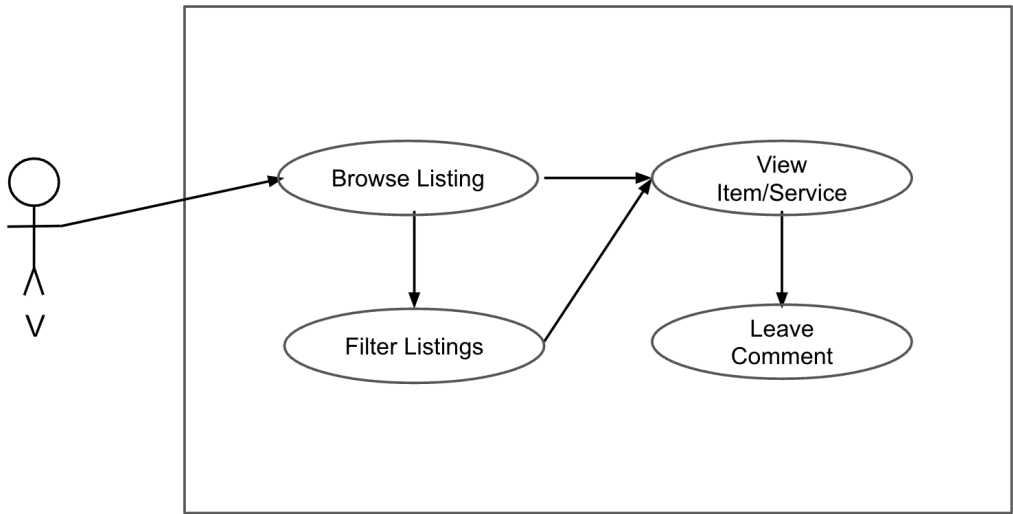 Browse Listing
View
Item/Service
V
Filter Listings
Leave
Comment